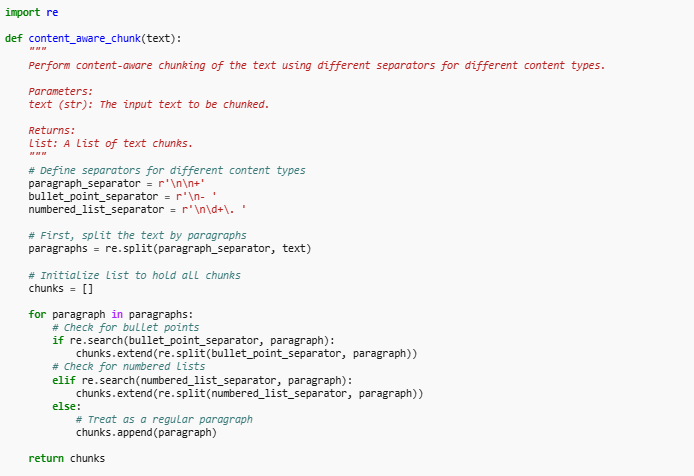 import re

def content_aware_chunk(text):
    """
    Perform content-aware chunking of the text using different separators for different content types.

    Parameters:
    text (str): The input text to be chunked.

    Returns:
    list: A list of text chunks.
    """
    # Define separators for different content types
    paragraph_separator = r'\n\n+'
    bullet_point_separator = r'\n- '
    numbered_list_separator = r'\n\d+\. '

    # First, split the text by paragraphs
    paragraphs = re.split(paragraph_separator, text)

    # Initialize list to hold all chunks
    chunks = []

    for paragraph in paragraphs:
        # Check for bullet points
        if re.search(bullet_point_separator, paragraph):
            chunks.extend(re.split(bullet_point_separator, paragraph))
        # Check for numbered lists
        elif re.search(numbered_list_separator, paragraph):
            chunks.extend(re.split(numbered_list_separator, paragraph))
        else:
            # Treat as a regular paragraph
            chunks.append(paragraph)

    return chunks